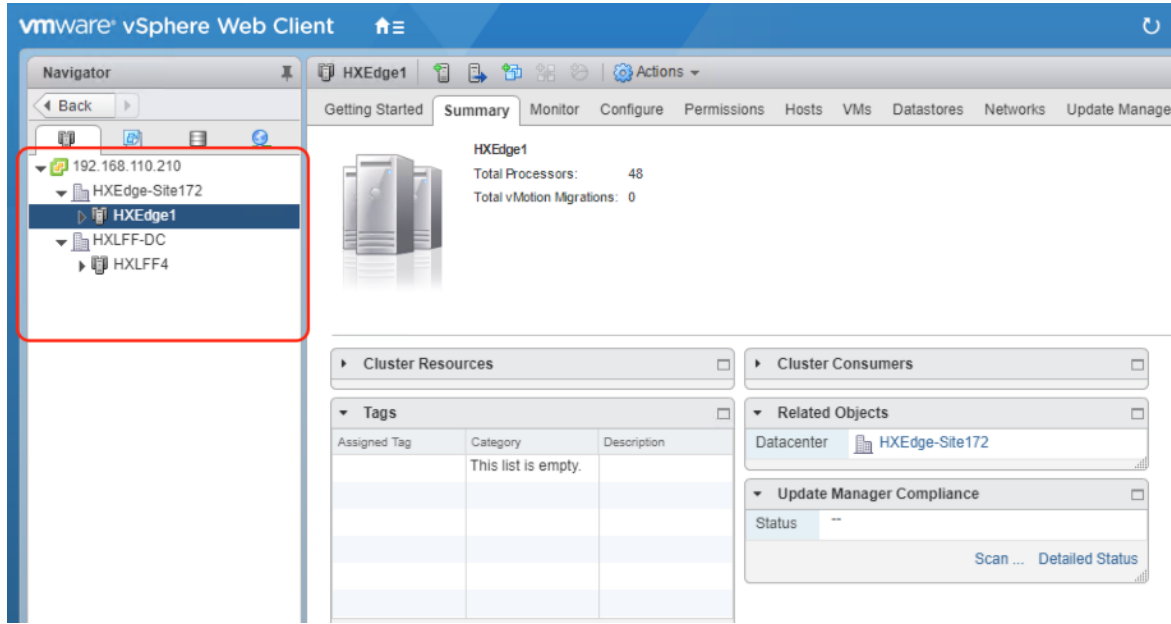 vmware® vSphere Web Client
Navigator
Back
192.168.110.210
HXEdge-Site172
HXEdge1
HXLFF-DC
HXLFF4
HXEdge1 Actions
Getting Started Summary Monitor Configure Permissions Hosts VMs Datastores Networks Update Manage
HXEdge1
Total Processors: 48
Total vMotion Migrations: 0
Cluster Resources
Tags
Assigned Tag Category Description
This list is empty.
Cluster Consumers
Related Objects
Datacenter HXEdge-Site172
Update Manager Compliance
Status --
Scan ... Detailed Status